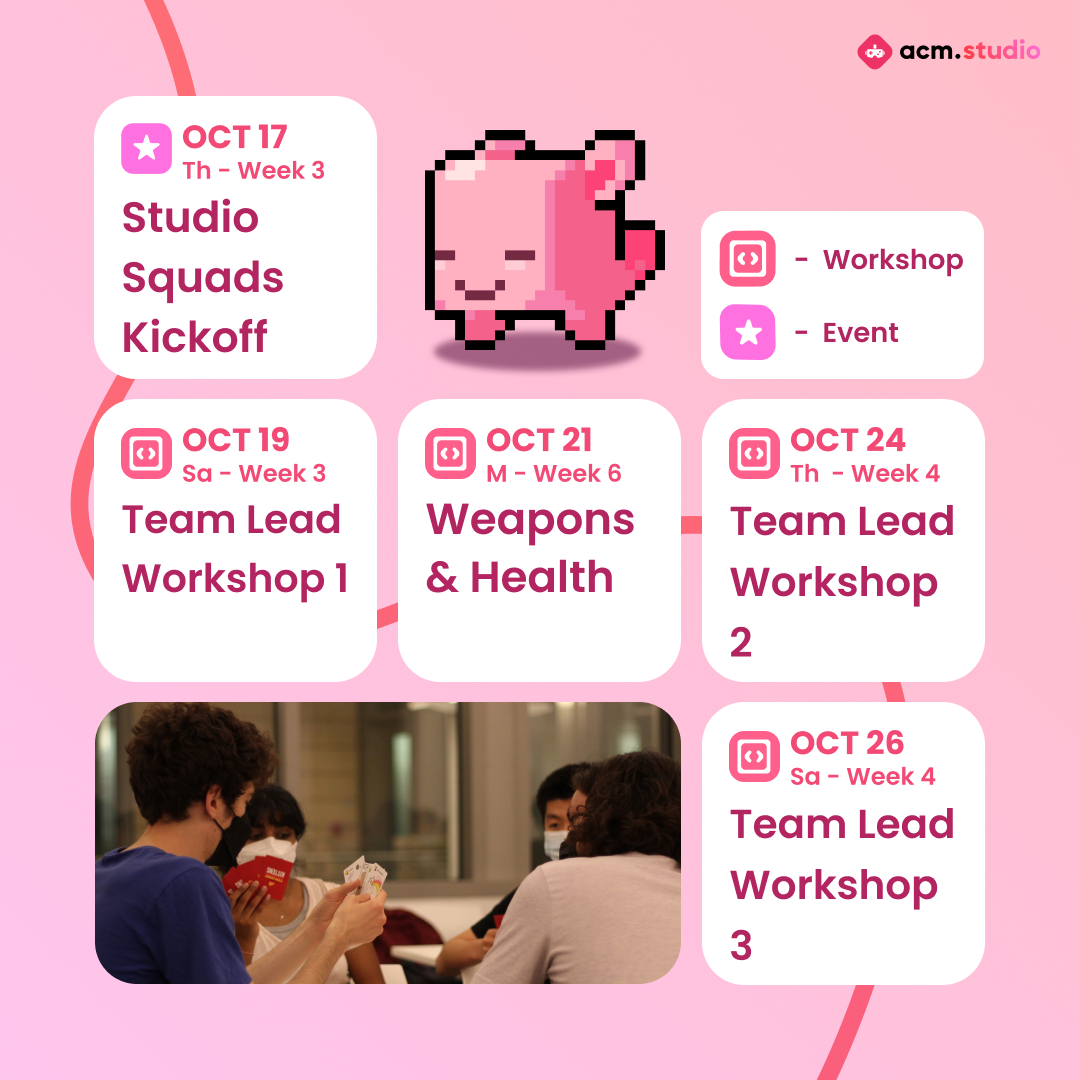 acm.studio
OCT 17
Th - Week 3
Studio
Squads
Kickoff
- Workshop
- Event
OCT 19
Sa - Week 3
Team Lead
Workshop 1
OCT 21
M - Week 6
Weapons
& Health
OCT 24
Th - Week 4
Team Lead
Workshop
2
OCT 26
Sa - Week 4
Team Lead
Workshop
3